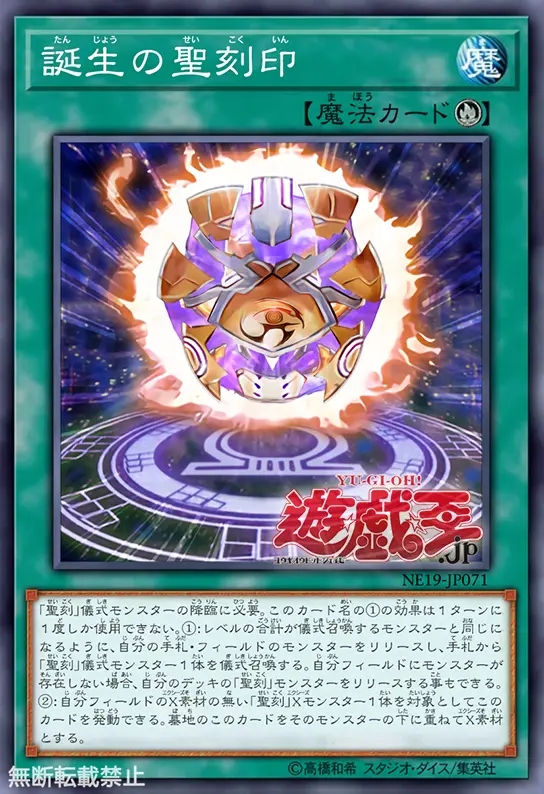 誕生の聖刻印
魔
【魔法カード】
YU-GI-OH!
遊戯王.jp
NE19-JP071
「聖刻」儀式モンスターの降臨に必要。このカード名の①の効果は１ターンに
１度しか使用できない。①：レベルの合計が儀式召喚するモンスターと同じに
なるように、自分の手札・フィールドのモンスターをリリースし、手札から
「聖刻」儀式モンスター１体を儀式召喚する。自分フィールドにモンスターが
存在しない場合、自分のデッキの「聖刻」モンスターをリリースする事もできる。
②：自分フィールドのX素材の無い「聖刻」Xモンスター１体を対象としてこの
カードを発動できる。墓地のこのカードをそのモンスターの下に重ねてX素材
とする。
無断転載禁止
©高橋和希 スタジオ・ダイス/集英社